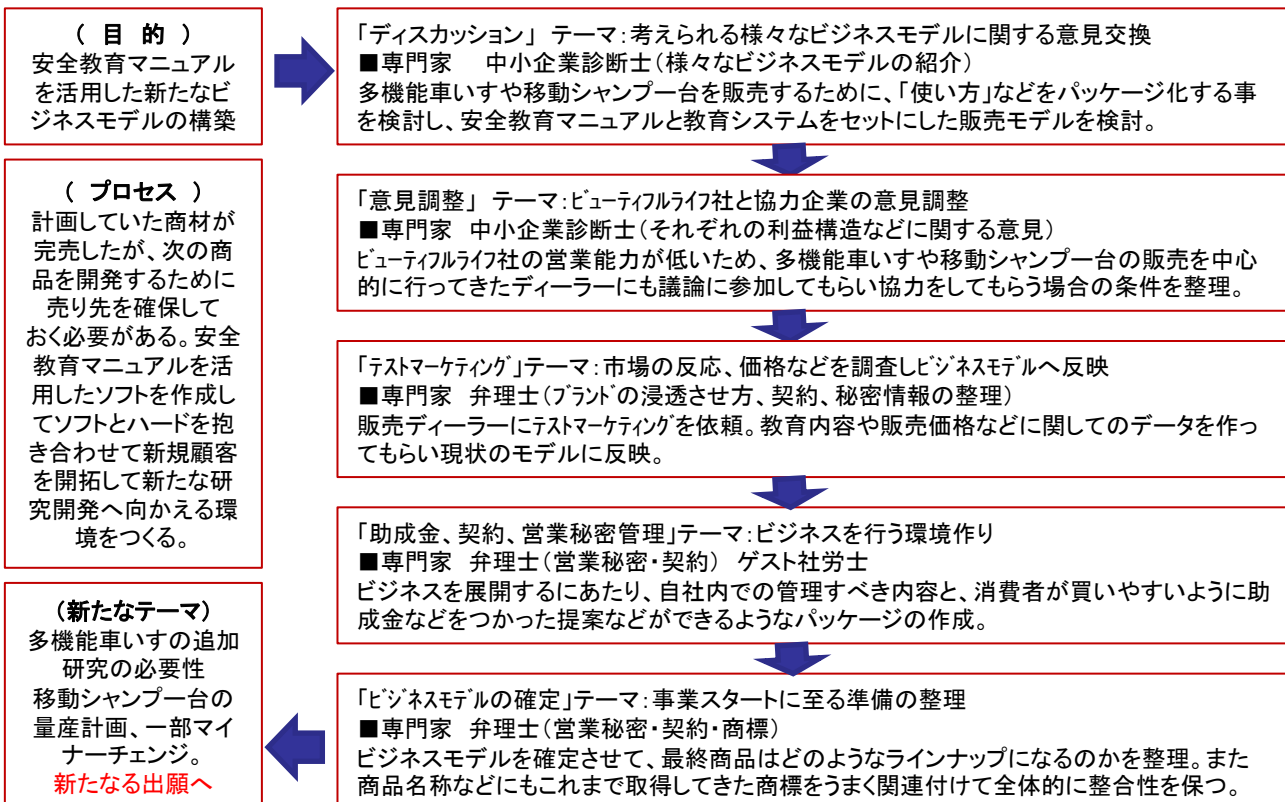 ( 目 的 )
安全教育マニュアル
を活用した新たなビ
ジネスモデルの構築
「ディスカッション」 テーマ:考えられる様々なビジネスモデルに関する意見交換
■専門家 中小企業診断士(様々なビジネスモデルの紹介)
多機能車いすや移動シャンプー台を販売するために、「使い方」などをパッケージ化する事
を検討し、安全教育マニュアルと教育システムをセットにした販売モデルを検討。
( プロセス )
計画していた商材が
完売したが、次の商
品を開発するために
売り先を確保して
おく必要がある。安全
教育マニュアルを活
用したソフトを作成し
てソフトとハードを抱
き合わせて新規顧客
を開拓して新たな研
究開発へ向かえる環
境をつくる。
「意見調整」 テーマ:ビューティフルライフ社と協力企業の意見調整
■専門家 中小企業診断士(それぞれの利益構造などに関する意見)
ビューティフルライフ社の営業能力が低いため、多機能車いすや移動シャンプー台の販売を中心
的に行ってきたディーラーにも議論に参加してもらい協力をしてもらう場合の条件を整理。
「テストマーケティング」テーマ:市場の反応、価格などを調査しビジネスモデルへ反映
■専門家 弁理士(ブランドの浸透させ方、契約、秘密情報の整理)
販売ディーラーにテストマーケティングを依頼。教育内容や販売価格などに関してのデータを作っ
てもらい現状のモデルに反映。
「助成金、契約、営業秘密管理」テーマ:ビジネスを行う環境作り
■専門家 弁理士(営業秘密・契約) ゲスト社労士
ビジネスを展開するにあたり、自社内での管理すべき内容と、消費者が買いやすいように助
成金などをつかった提案などができるようなパッケージの作成。
(新たなテーマ)
多機能車いすの追加
研究の必要性
移動シャンプー台の
量産計画、一部マイ
ナーチェンジ。
新たなる出願へ
「ビジネスモデルの確定」テーマ:事業スタートに至る準備の整理
■専門家 弁理士(営業秘密・契約・商標)
ビジネスモデルを確定させて、最終商品はどのようなラインナップになるのかを整理。また
商品名称などにもこれまで取得してきた商標をうまく関連付けて全体的に整合性を保つ。